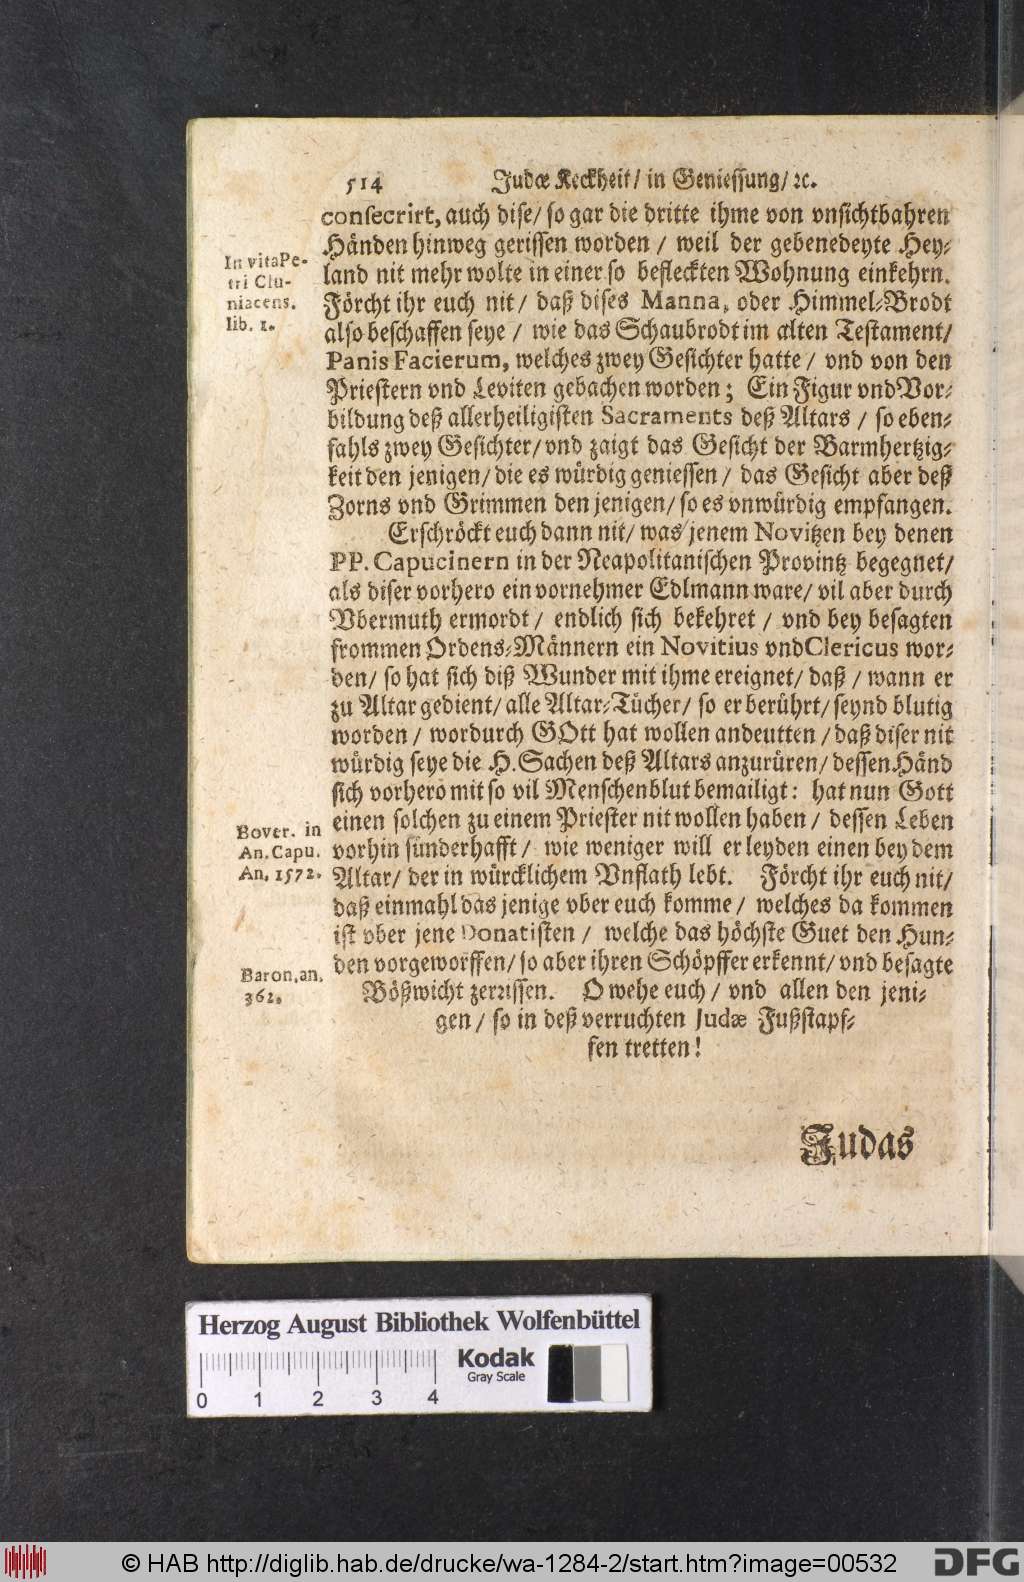 514 Judæ Keckheit / in Geniessung / ꝛc.
consecrirt, auch dise / so gar die dritte ihme von vnsichtbahren
Händen hinweg gerissen worden / weil der gebenedeyte Hey-
land nit mehr wolte in einer so befleckten Wohnung einkehrn.
Förcht ihr euch nit / daß dises Manna, oder Himmel-Brodt
also beschaffen seye / wie das Schaubrodt im alten Testament /
Panis Facierum, welches zwey Gesichter hatte / vnd von den
Priestern vnd Leviten gebachen worden; Ein Figur vnd Vor-
bildung deß allerheiligisten Sacraments deß Altars / so eben-
fahls zwey Gesichter / vnd zaigt das Gesicht der Barmhertzig-
keit den jenigen / die es würdig geniessen / das Gesicht aber deß
Zorns vnd Grimmen den jenigen / so es vnwürdig empfangen.
In vita Pe-
tri Clu-
niacens.
lib. 1.
Erschröckt euch dann nit / was jenem Novitzen bey denen
PP. Capucinern in der Neapolitanischen Provintz begegnet /
als diser vorhero ein vornehmer Edlmann ware / vil aber durch
Vbermuth ermordt / endlich sich bekehret / vnd bey besagten
frommen Ordens-Männern ein Novitius vnd Clericus wor-
den / so hat sich diß Wunder mit ihme ereignet / daß / wann er
zu Altar gedient / alle Altar-Tücher / so er berührt / seynd blutig
worden / wordurch GOtt hat wollen andeutten / daß diser nit
würdig seye die H. Sachen deß Altars anzurüren / dessen Händ
sich vorhero mit so vil Menschenblut bemailigt: hat nun Gott
einen solchen zu einem Priester nit wollen haben / dessen Leben
vorhin sünderhafft / wie weniger will er leyden einen bey dem
Altar / der in würcklichem Vnflath lebt. Förcht ihr euch nit /
daß einmahl das jenige vber euch komme / welches da kommen
ist vber jene Donatisten / welche das höchste Guet den Hun-
den vorgeworffen / so aber ihren Schöpffer erkennt / vnd besagte
Bößwicht zerrissen. O wehe euch / vnd allen den jeni-
gen / so in deß verruchten Judæ Fußstapf-
fen tretten!
Bover. in
An. Capu.
An. 1572.
Baron. an.
362.
Judas
Herzog August Bibliothek Wolfenbüttel
Kodak
Gray Scale
0 1 2 3 4
© HAB http://diglib.hab.de/drucke/wa-1284-2/start.htm?image=00532
DFG